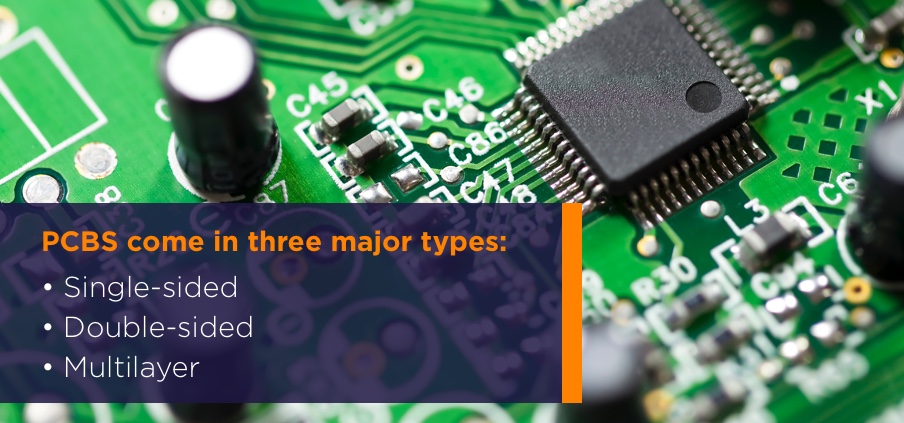 C45
C46
C86
C47
X1
C6
L3
R30
C94
PCBS come in three major types:
• Single-sided
• Double-sided
• Multilayer